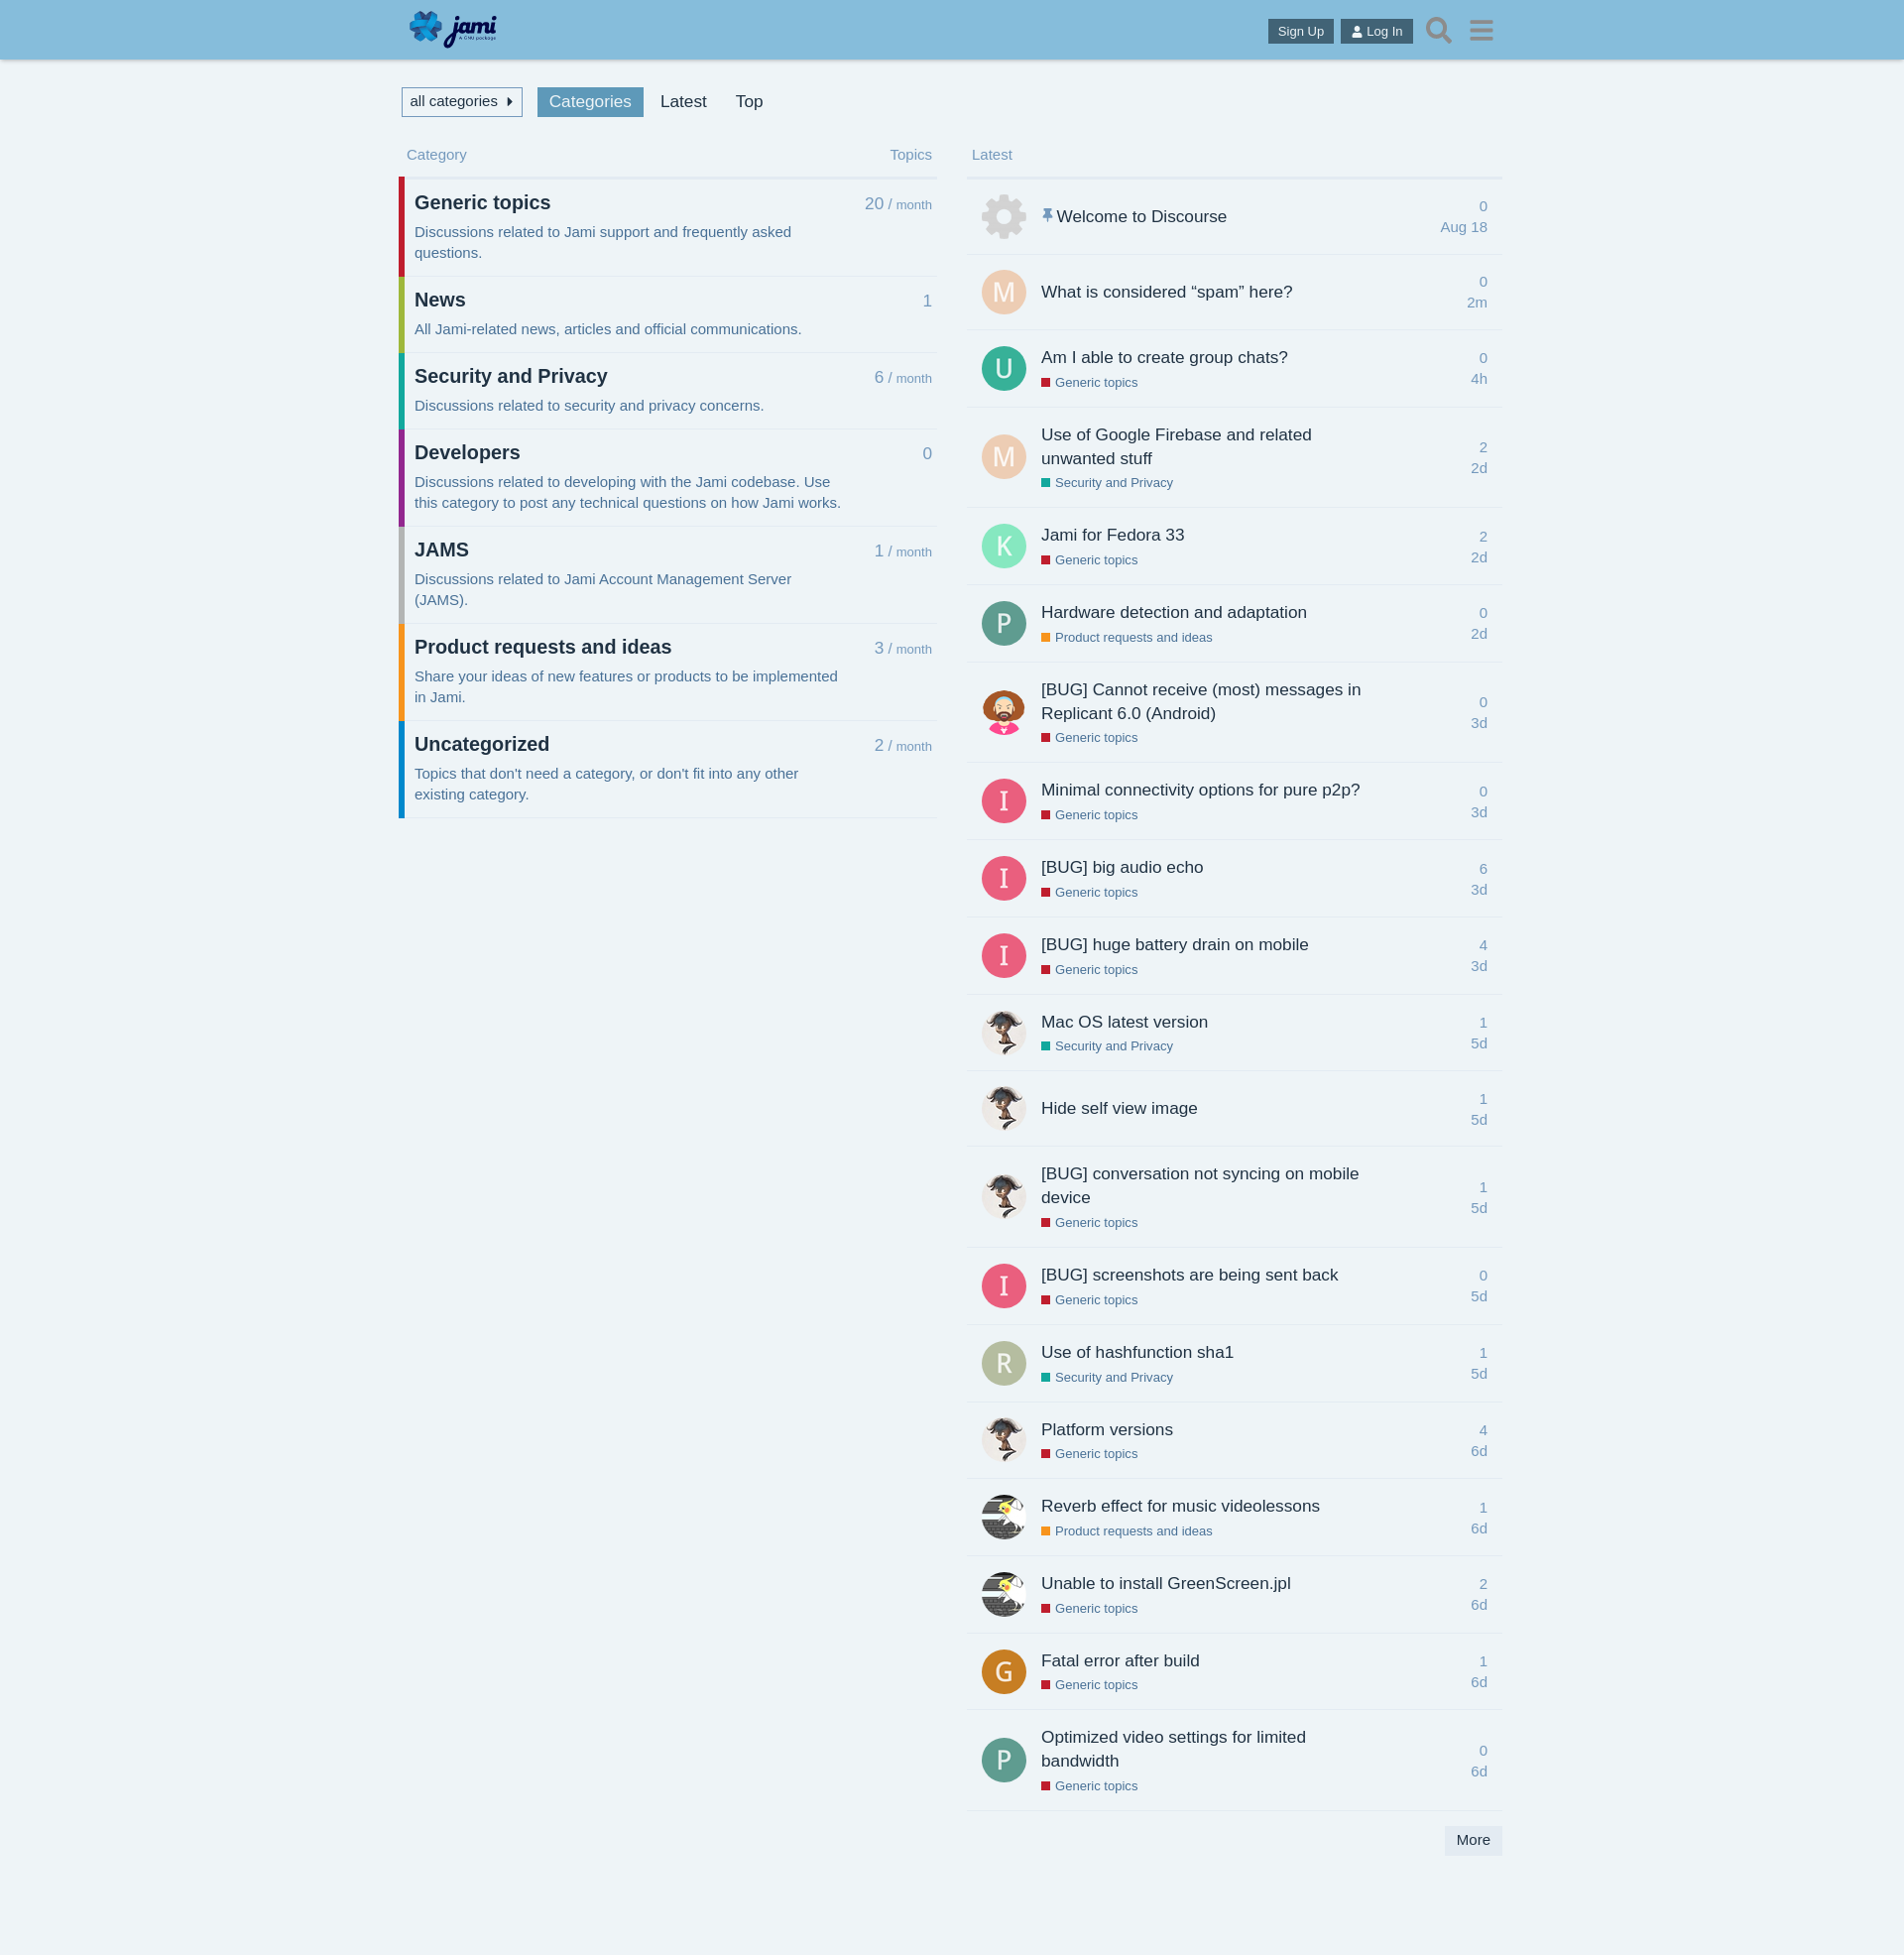 jami
A GNU package
Sign Up
Log In
all categories
Categories
Latest
Top
Category
Topics
Generic topics
20 / month
Discussions related to Jami support and frequently asked
questions.
News
1
All Jami-related news, articles and official communications.
Security and Privacy
6 / month
Discussions related to security and privacy concerns.
Developers
0
Discussions related to developing with the Jami codebase. Use
this category to post any technical questions on how Jami works.
JAMS
1 / month
Discussions related to Jami Account Management Server
(JAMS).
Product requests and ideas
3 / month
Share your ideas of new features or products to be implemented
in Jami.
Uncategorized
2 / month
Topics that don't need a category, or don't fit into any other
existing category.
Latest
Welcome to Discourse
0
Aug 18
M
What is considered “spam” here?
0
2m
U
Am I able to create group chats?
Generic topics
0
4h
M
Use of Google Firebase and related
unwanted stuff
Security and Privacy
2
2d
K
Jami for Fedora 33
Generic topics
2
2d
P
Hardware detection and adaptation
Product requests and ideas
0
2d
[BUG] Cannot receive (most) messages in
Replicant 6.0 (Android)
Generic topics
0
3d
I
Minimal connectivity options for pure p2p?
Generic topics
0
3d
I
[BUG] big audio echo
Generic topics
6
3d
I
[BUG] huge battery drain on mobile
Generic topics
4
3d
Mac OS latest version
Security and Privacy
1
5d
Hide self view image
1
5d
[BUG] conversation not syncing on mobile
device
Generic topics
1
5d
I
[BUG] screenshots are being sent back
Generic topics
0
5d
R
Use of hashfunction sha1
Security and Privacy
1
5d
Platform versions
Generic topics
4
6d
Reverb effect for music videolessons
Product requests and ideas
1
6d
Unable to install GreenScreen.jpl
Generic topics
2
6d
G
Fatal error after build
Generic topics
1
6d
P
Optimized video settings for limited
bandwidth
Generic topics
0
6d
More